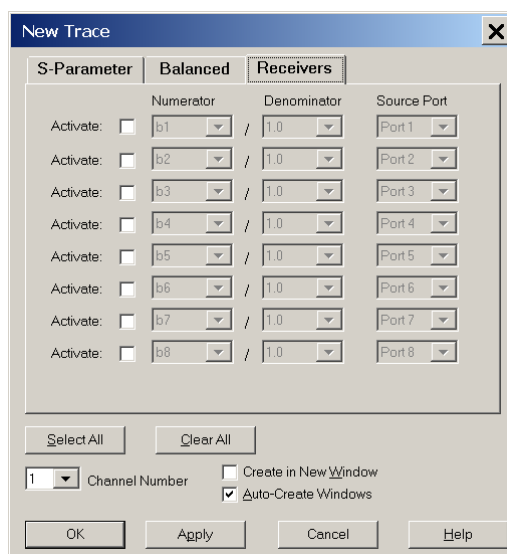 New Trace
S-Parameter Balanced Receivers
Numerator Denominator Source Port
Activate: b1 / 1.0 Port 1
Activate: b2 / 1.0 Port 2
Activate: b3 / 1.0 Port 3
Activate: b4 / 1.0 Port 4
Activate: b5 / 1.0 Port 5
Activate: b6 / 1.0 Port 6
Activate: b7 / 1.0 Port 7
Activate: b8 / 1.0 Port 8
Select All Clear All
1 Channel Number Create in New Window
Auto-Create Windows
OK Apply Cancel Help